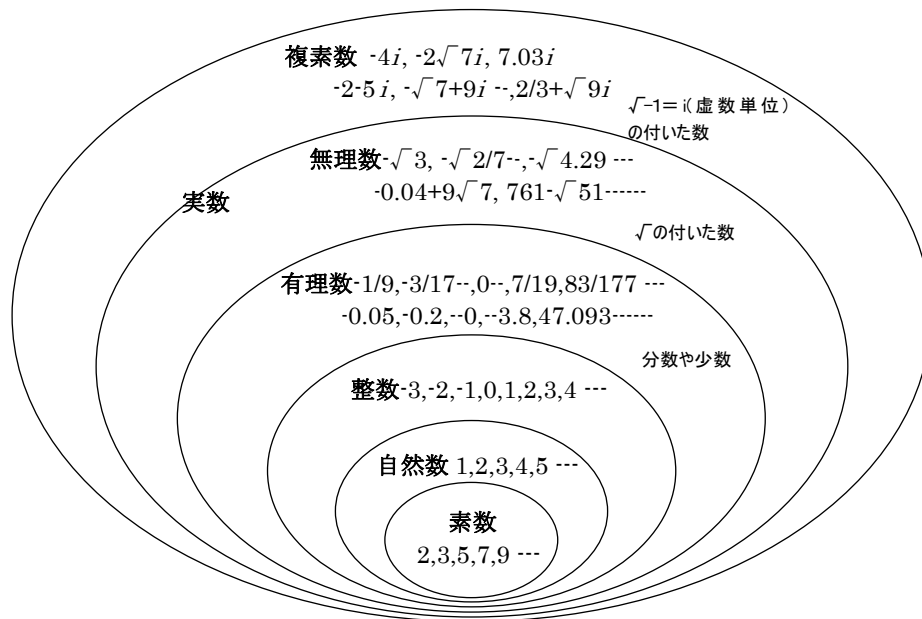 複素数 -4i, -2√7i, 7.03i
-2-5i, -√7+9i --,2/3+√9i
√-1=i(虚数単位)
の付いた数
無理数-√3, -√2/7--,-√4.29 ---
-0.04+9√7, 761-√51------
実数
√の付いた数
有理数-1/9,-3/17--,0--,7/19,83/177 ---
-0.05,-0.2,--0,--3.8,47.093------
分数や少数
整数-3,-2,-1,0,1,2,3,4 ---
自然数 1,2,3,4,5 ---
素数
2,3,5,7,9 ---